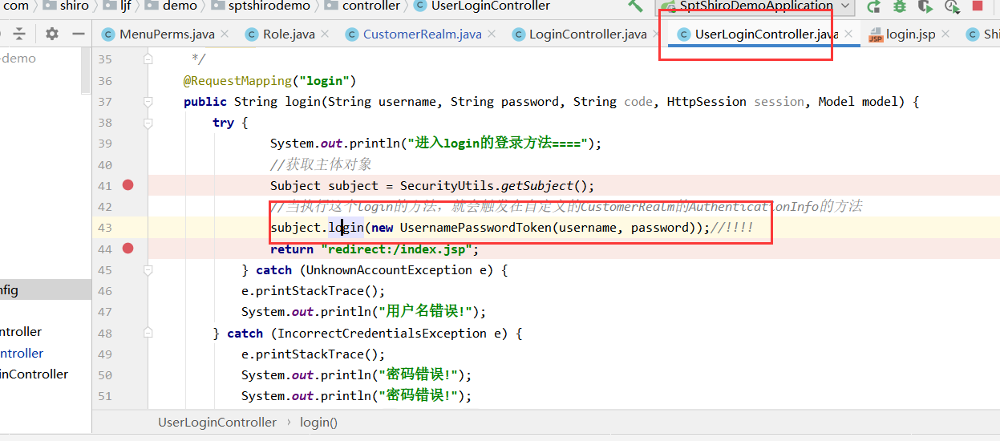 com shiro ljf demo sptshirodemo controller UserLoginController SptShiroDemoApplication
MenuPerms.java Role.java CustomerRealm.java LoginController.java UserLoginController.java login.jsp Shi
-demo
35 */
36 @RequestMapping("login")
37 public String login(String username, String password, String code, HttpSession session, Model model) {
38 try {
39 System.out.println("进入login的登录方法====");
40 //获取主体对象
41 Subject subject = SecurityUtils.getSubject();
42 //当执行这个login的方法，就会触发在自定义的CustomerRealm的AuthenticationInfo的方法
43 subject.login(new UsernamePasswordToken(username, password));//!!!!
44 return "redirect:/index.jsp";
45 } catch (UnknownAccountException e) {
46 e.printStackTrace();
47 System.out.println("用户名错误!");
48 } catch (IncorrectCredentialsException e) {
49 e.printStackTrace();
50 System.out.println("密码错误!");
51 System.out.println("密码错误!");
nfig
ntroller
ntroller
inController
UserLoginController › login()